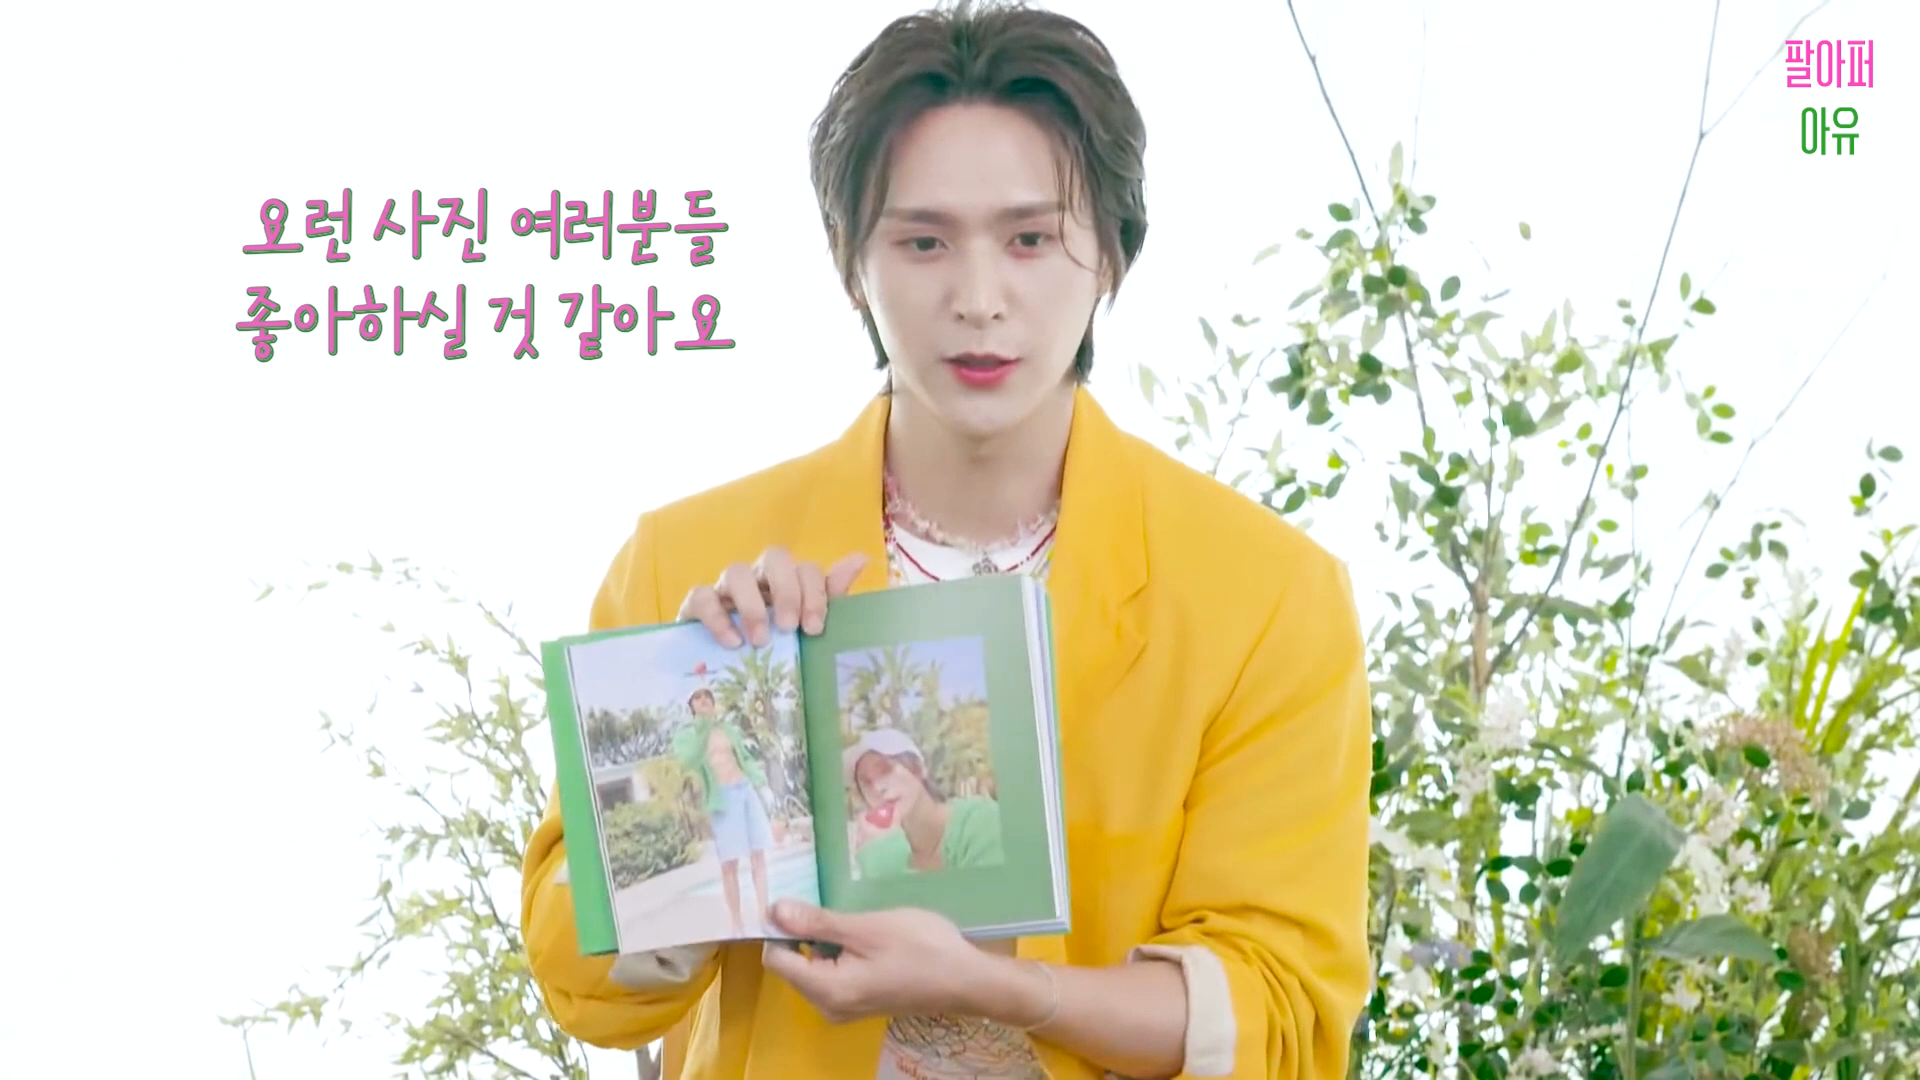 팔아퍼
아유
요런 사진 여러분들
좋아하실 것 같아요